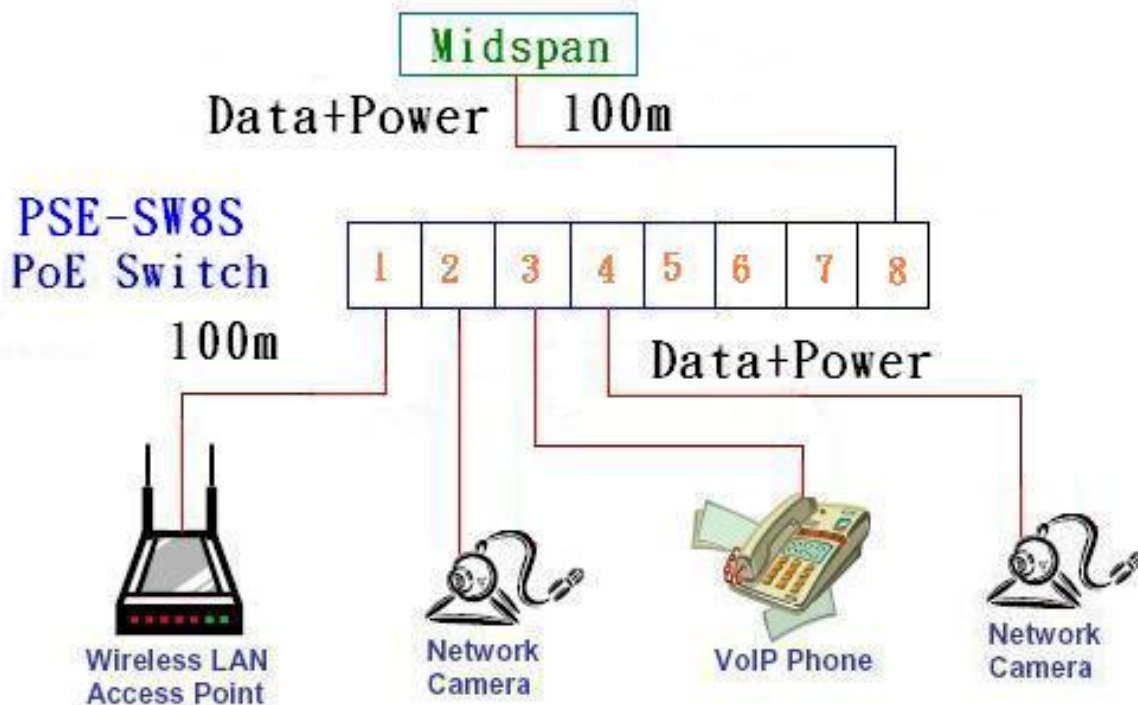 Midspan
Data+Power 100m
PSE-SW8S
PoE Switch
1 2 3 4 5 6 7 8
100m
Data+Power
Wireless LAN
Access Point
Network
Camera
VoIP Phone
Network
Camera